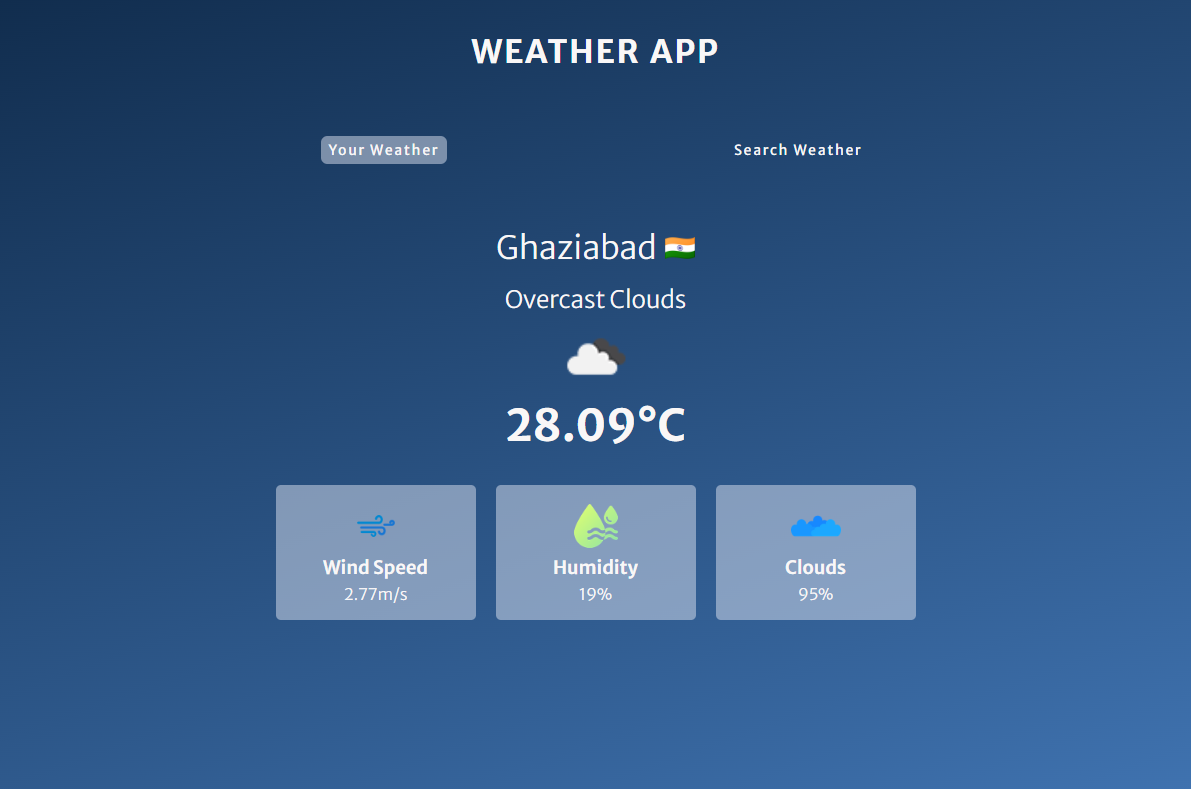 WEATHER APP
Your Weather
Search Weather
Ghaziabad
Overcast Clouds
28.09°C
Wind Speed
2.77m/s
Humidity
19%
Clouds
95%